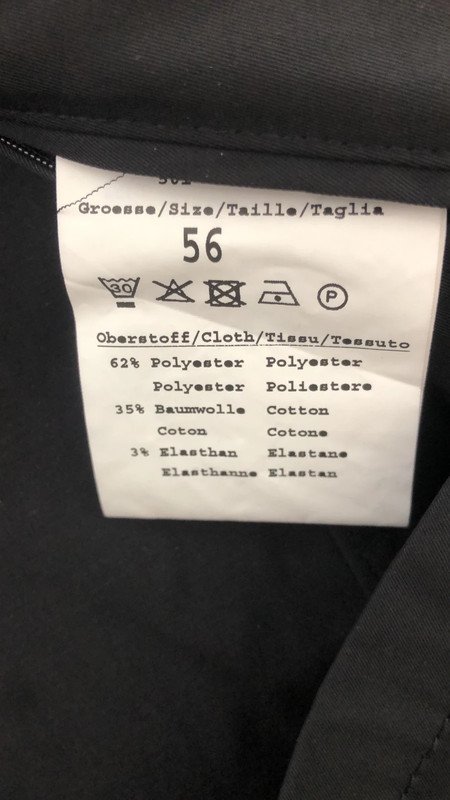 Groesse/Size/Taille/Taglia
56
30 P
Oberstoff/Cloth/Tissu/Tessuto
62% Polyester Polyester
Polyester Poliestere
35% Baumwolle Cotton
Coton Cotone
3% Elasthan Elastane
Elasthanne Elastan